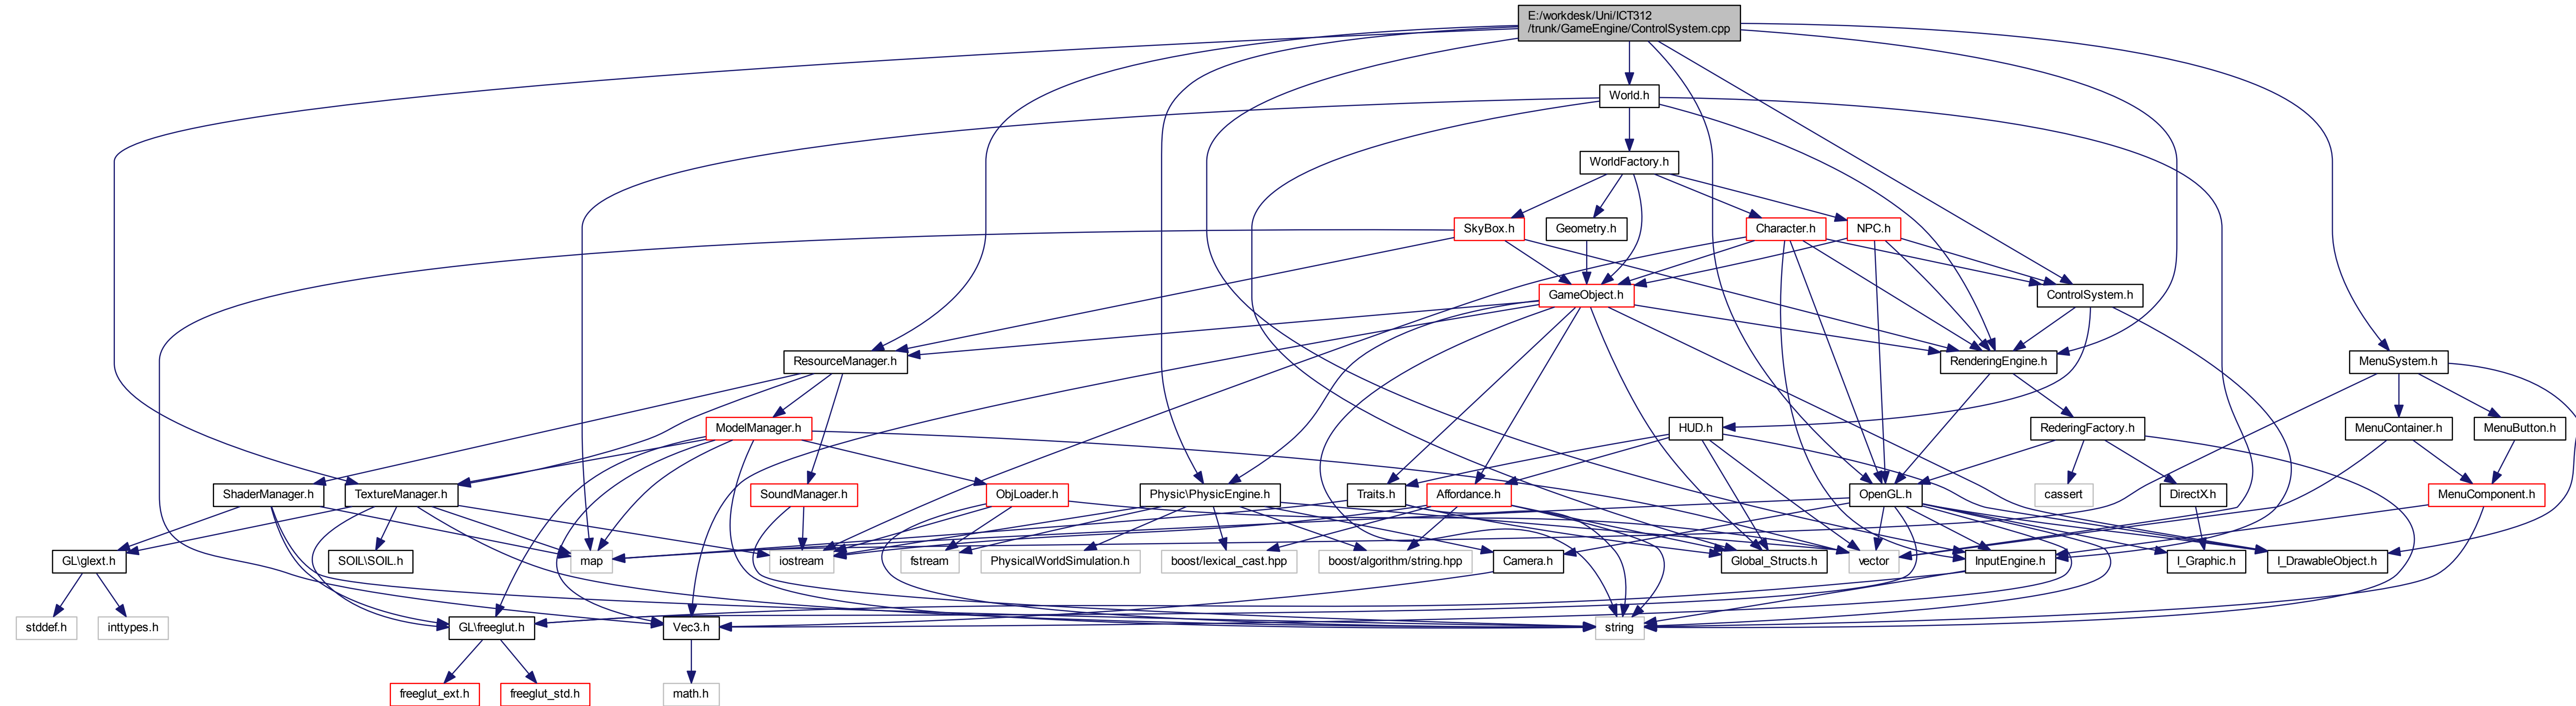 E:/workdesk/Uni/ICT312
/trunk/GameEngine/ControlSystem.cpp
World.h
WorldFactory.h
SkyBox.h
Geometry.h
Character.h
NPC.h
GameObject.h
ControlSystem.h
ResourceManager.h
RenderingEngine.h
MenuSystem.h
ModelManager.h
HUD.h
RederingFactory.h
MenuContainer.h
MenuButton.h
ShaderManager.h
TextureManager.h
SoundManager.h
ObjLoader.h
Physic\PhysicEngine.h
Traits.h
Affordance.h
OpenGL.h
cassert
DirectX.h
MenuComponent.h
GL\glext.h
SOIL\SOIL.h
map
iostream
fstream
PhysicalWorldSimulation.h
boost/lexical_cast.hpp
boost/algorithm/string.hpp
Camera.h
Global_Structs.h
vector
InputEngine.h
I_Graphic.h
I_DrawableObject.h
stddef.h
inttypes.h
GL\freeglut.h
Vec3.h
string
freeglut_ext.h
freeglut_std.h
math.h